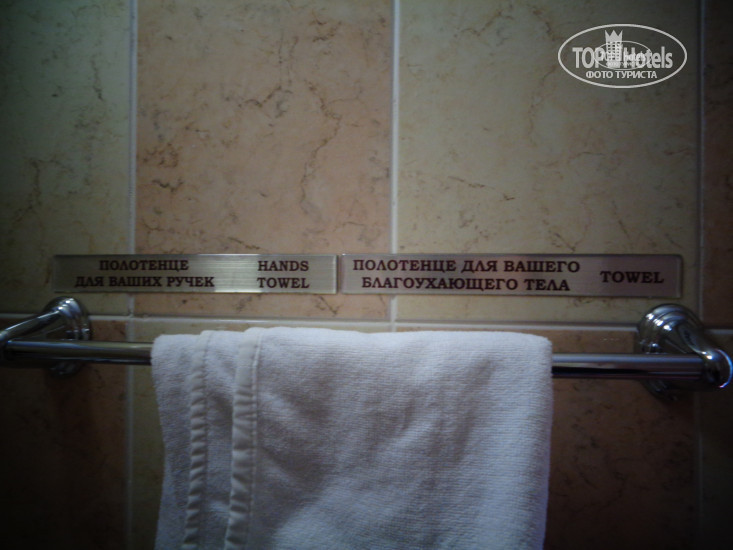 TOP Hotels
ФОТО ТУРИСТА
ПОЛОТЕНЦЕ
ДЛЯ ВАШИХ РУЧЕК
HANDS
TOWEL
ПОЛОТЕНЦЕ ДЛЯ ВАШЕГО
БЛАГОУХАЮЩЕГО ТЕЛА
TOWEL